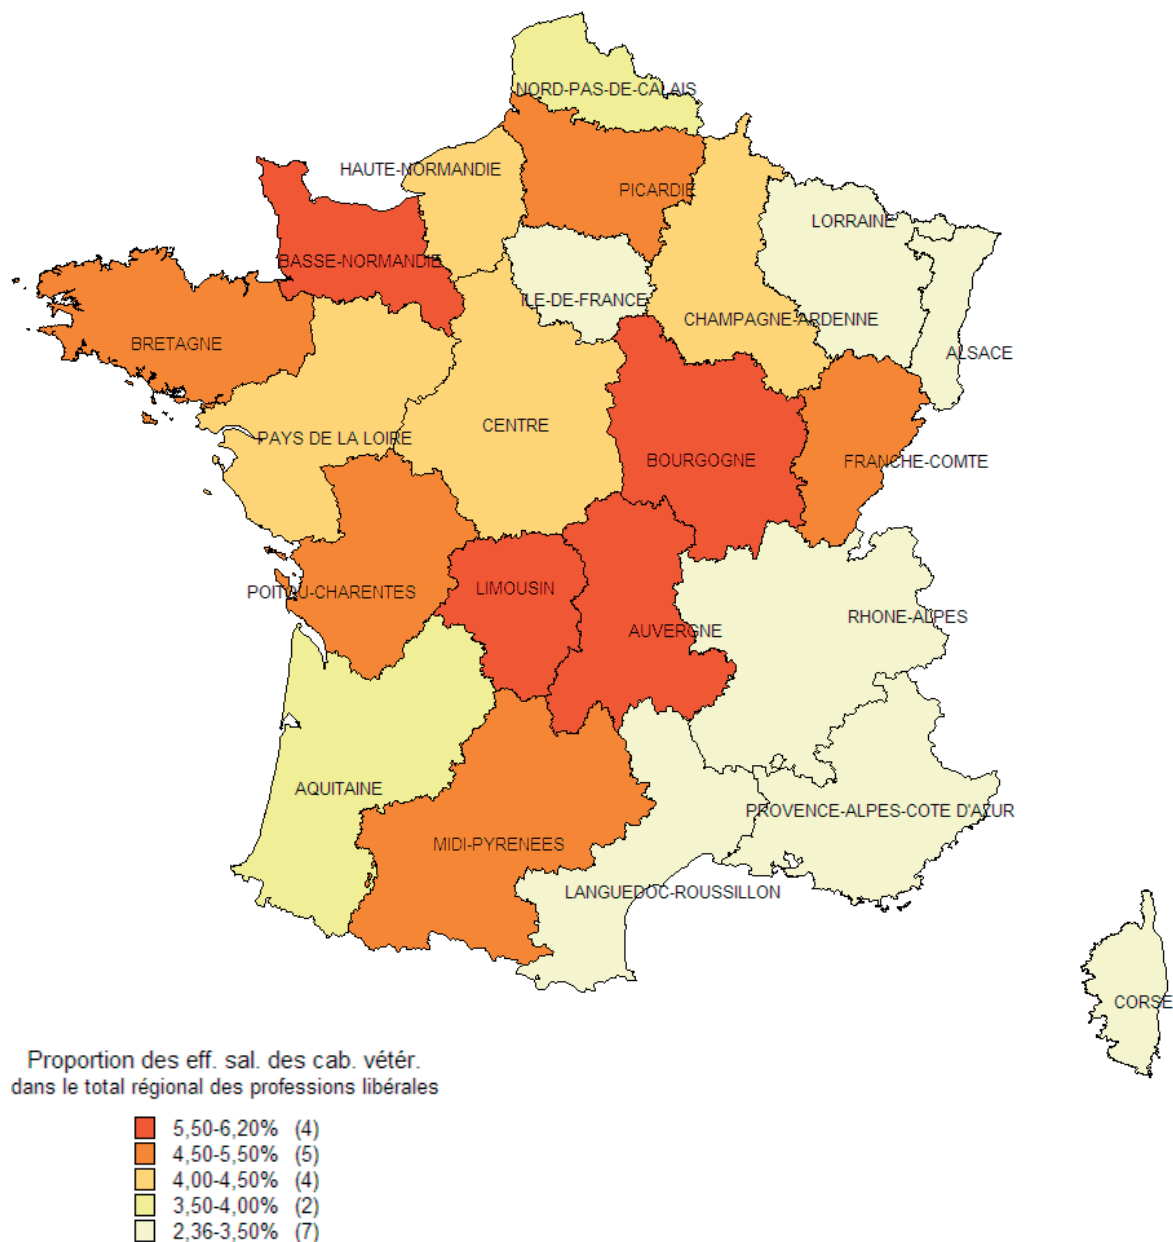 NORD-PAS-DE-CALAIS
HAUTE-NORMANDIE
PICARDIE
LORRAINE
BASSE-NORMANDIE
ILE-DE-FRANCE
CHAMPAGNE-ARDENNE
BRETAGNE
ALSACE
CENTRE
PAYS DE LA LOIRE
BOURGOGNE
FRANCHE-COMTE
LIMOUSIN
POITOU-CHARENTES
RHONE-ALPES
AUVERGNE
AQUITAINE
PROVENCE-ALPES-COTE D'AZUR
MIDI-PYRENEES
LANGUEDOC-ROUSSILLON
CORSE
Proportion des eff. sal. des cab. vétér.
dans le total régional des professions libérales
5,50-6,20% (4)
4,50-5,50% (5)
4,00-4,50% (4)
3,50-4,00% (2)
2,36-3,50% (7)